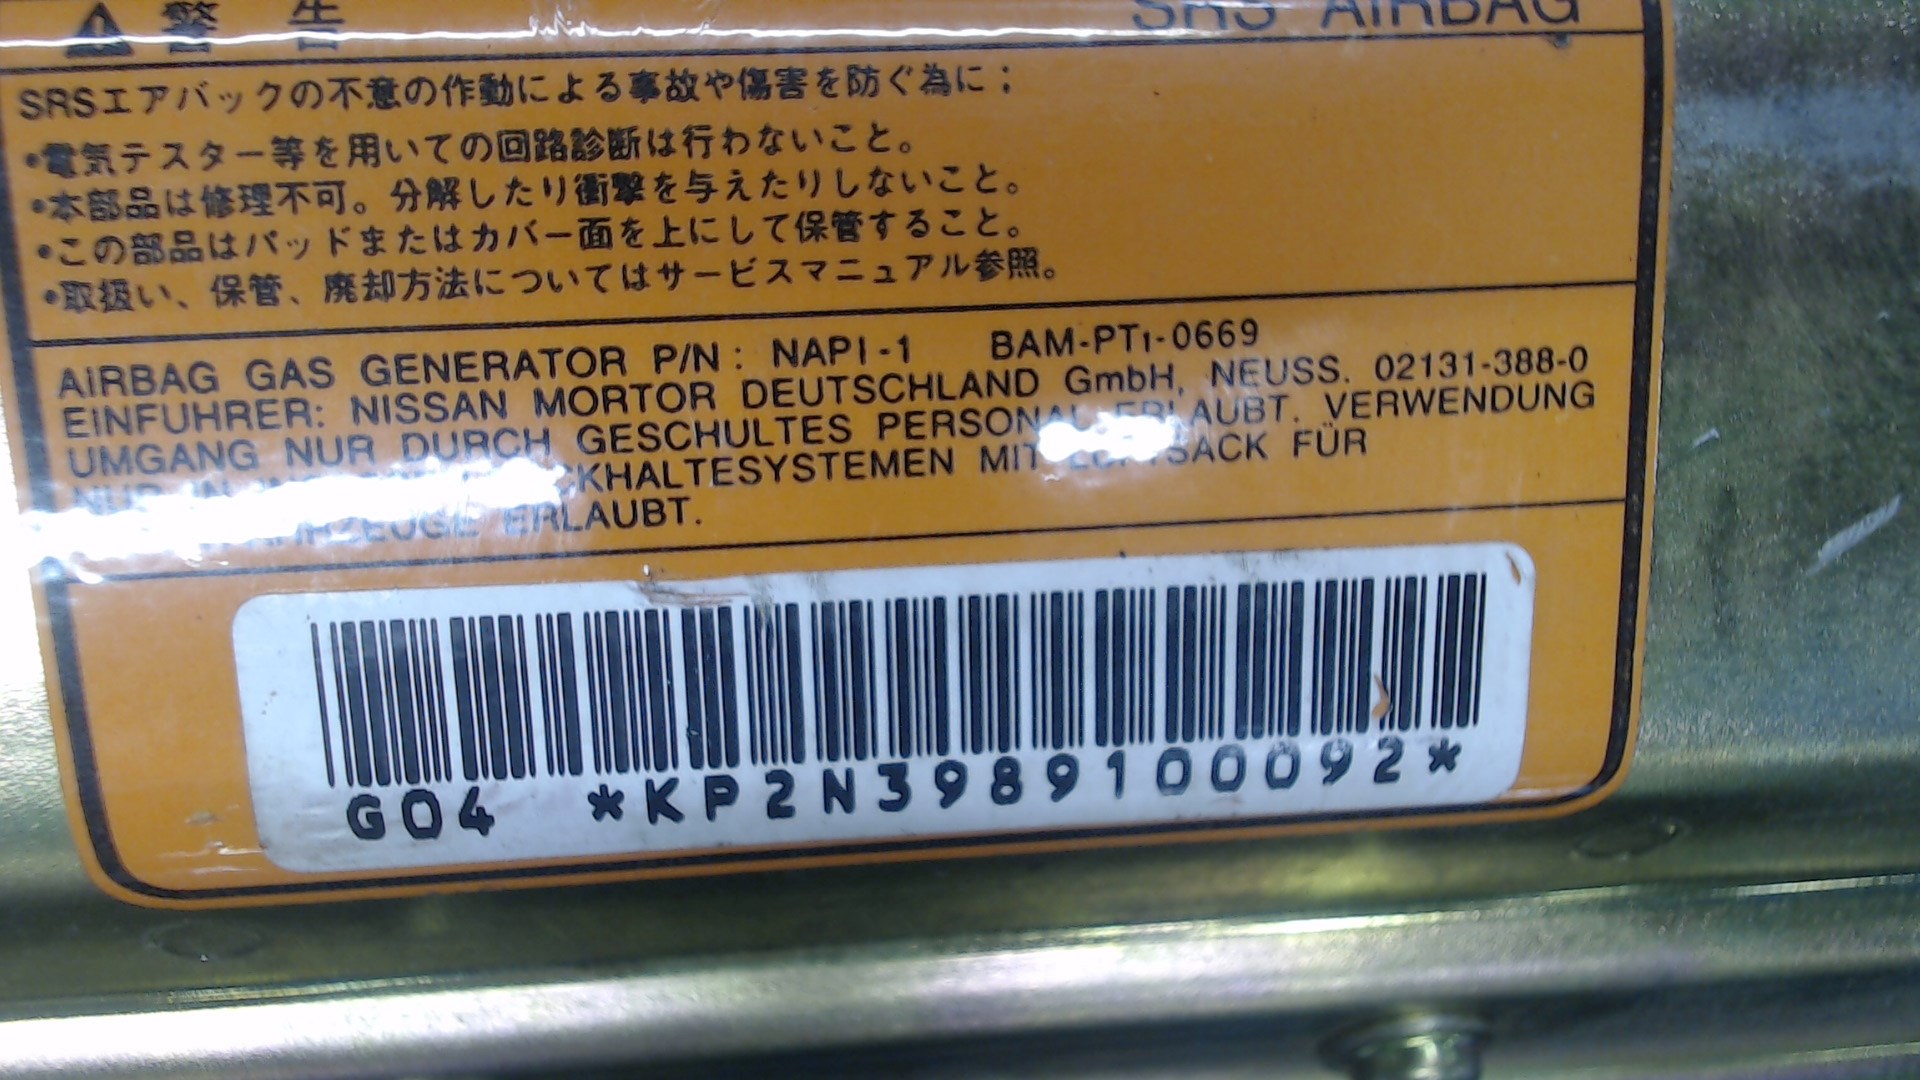 警告 SRS AIRBAG
SRSエアバックの不意の作動による事故や傷害を防ぐ為に；
•電気テスター等を用いての回路診断は行わないこと。
•本部品は修理不可。分解したり衝撃を与えたりしないこと。
•この部品はパッドまたはカバー面を上にして保管すること。
•取扱い、保管、廃却方法についてはサービスマニュアル参照。
AIRBAG GAS GENERATOR P/N: NAPI-1 BAM-PT1-0669
EINFUHRER: NISSAN MORTOR DEUTSCHLAND GmbH, NEUSS. 02131-388-0
UMGANG NUR DURCH GESCHULTES PERSONAL ERLAUBT. VERWENDUNG
NUR IN MIT FÜR
ERLAUBT.
G04 *KP2N3989100092*